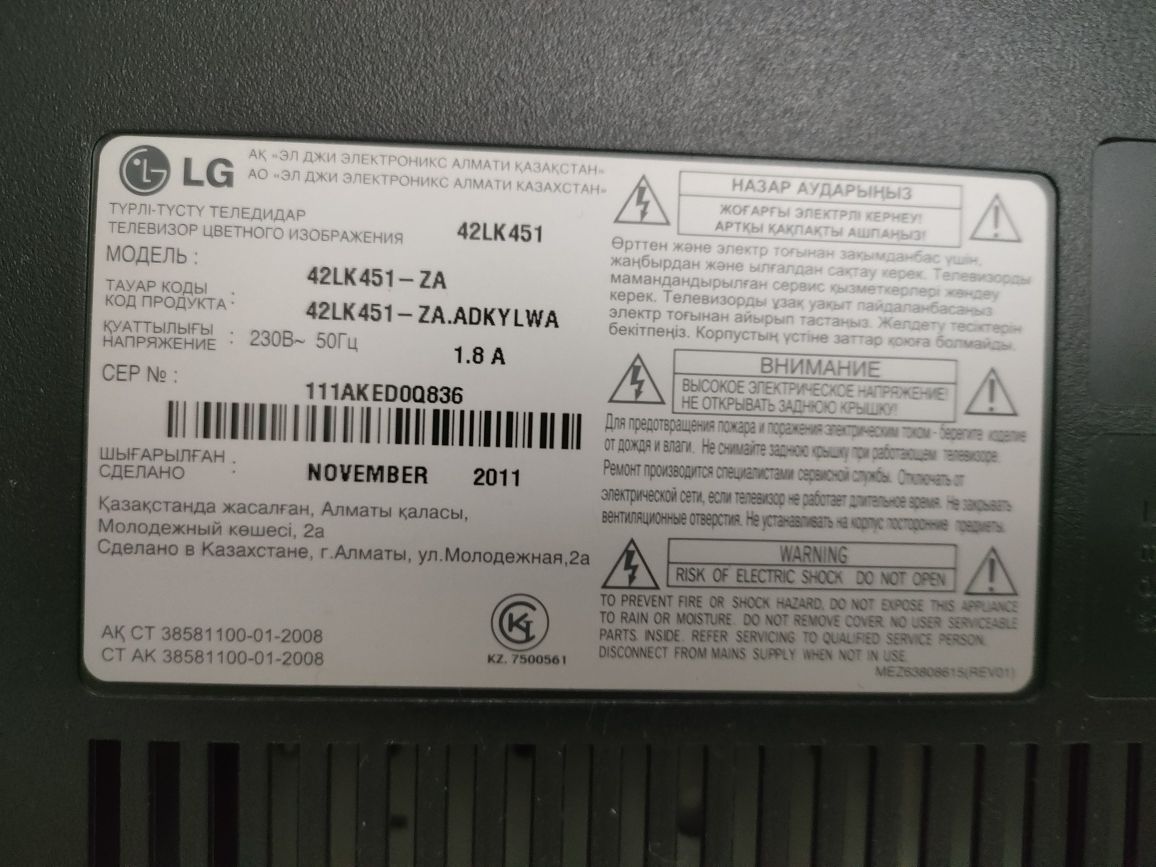 LG
АҚ «ЭЛ ДЖИ ЭЛЕКТРОНИКС АЛМАТИ ҚАЗАҚСТАН»
АО «ЭЛ ДЖИ ЭЛЕКТРОНИКС АЛМАТИ КАЗАХСТАН»
ТҮРЛІ-ТҮСТҮ ТЕЛЕДИДАР
ТЕЛЕВИЗОР ЦВЕТНОГО ИЗОБРАЖЕНИЯ
42LK451
МОДЕЛЬ :
42LK451-ZA
ТАУАР КОДЫ
КОД ПРОДУКТА :
42LK451-ZA.ADKYLWA
ҚУАТТЫЛЫҒЫ
НАПРЯЖЕНИЕ : 230В~ 50Гц
1.8 A
СЕР № :
111AKED0Q836
ШЫҒАРЫЛҒАН
СДЕЛАНО :
NOVEMBER 2011
Қазақстанда жасалған, Алматы қаласы,
Молодежный көшесі, 2а
Сделано в Казахстане, г.Алматы, ул.Молодежная,2а
АҚ СТ 38581100-01-2008
СТ АК 38581100-01-2008
KZ. 7500561
НАЗАР АУДАРЫҢЫЗ
ЖОҒАРҒЫ ЭЛЕКТРЛІ КЕРНЕУ!
АРТҚЫ ҚАҚПАҚТЫ АШПАҢЫЗ!
Өрттен және электр тоғынан зақымданбас үшін,
жаңбырдан және ылғалдан сақтау керек. Телевизорды
мамандандырылған сервис қызметкерлері жөндеу
керек. Телевизорды ұзақ уақыт пайдаланбасаңыз
электр тоғынан айырып тастаңыз. Желдету тесіктерін
бекітпеңіз. Корпустың үстіне заттар қоюға болмайды.
ВНИМАНИЕ
ВЫСОКОЕ ЭЛЕКТРИЧЕСКОЕ НАПРЯЖЕНИЕ!
НЕ ОТКРЫВАТЬ ЗАДНЮЮ КРЫШКУ!
Для предотвращения пожара и поражения электрическим током - берегите изделие
от дождя и влаги. Не снимайте заднюю крышку при работающем телевизоре.
Ремонт производится специалистами сервисной службы. Отключать от
электрической сети, если телевизор не работает длительное время. Не закрывать
вентиляционные отверстия. Не устанавливать на корпус посторонние предметы.
WARNING
RISK OF ELECTRIC SHOCK DO NOT OPEN
TO PREVENT FIRE OR SHOCK HAZARD, DO NOT EXPOSE THIS APPLIANCE
TO RAIN OR MOISTURE. DO NOT REMOVE COVER. NO USER SERVICEABLE
PARTS INSIDE. REFER SERVICING TO QUALIFIED SERVICE PERSON.
DISCONNECT FROM MAINS SUPPLY WHEN NOT IN USE.
MEZ63808615(REV01)